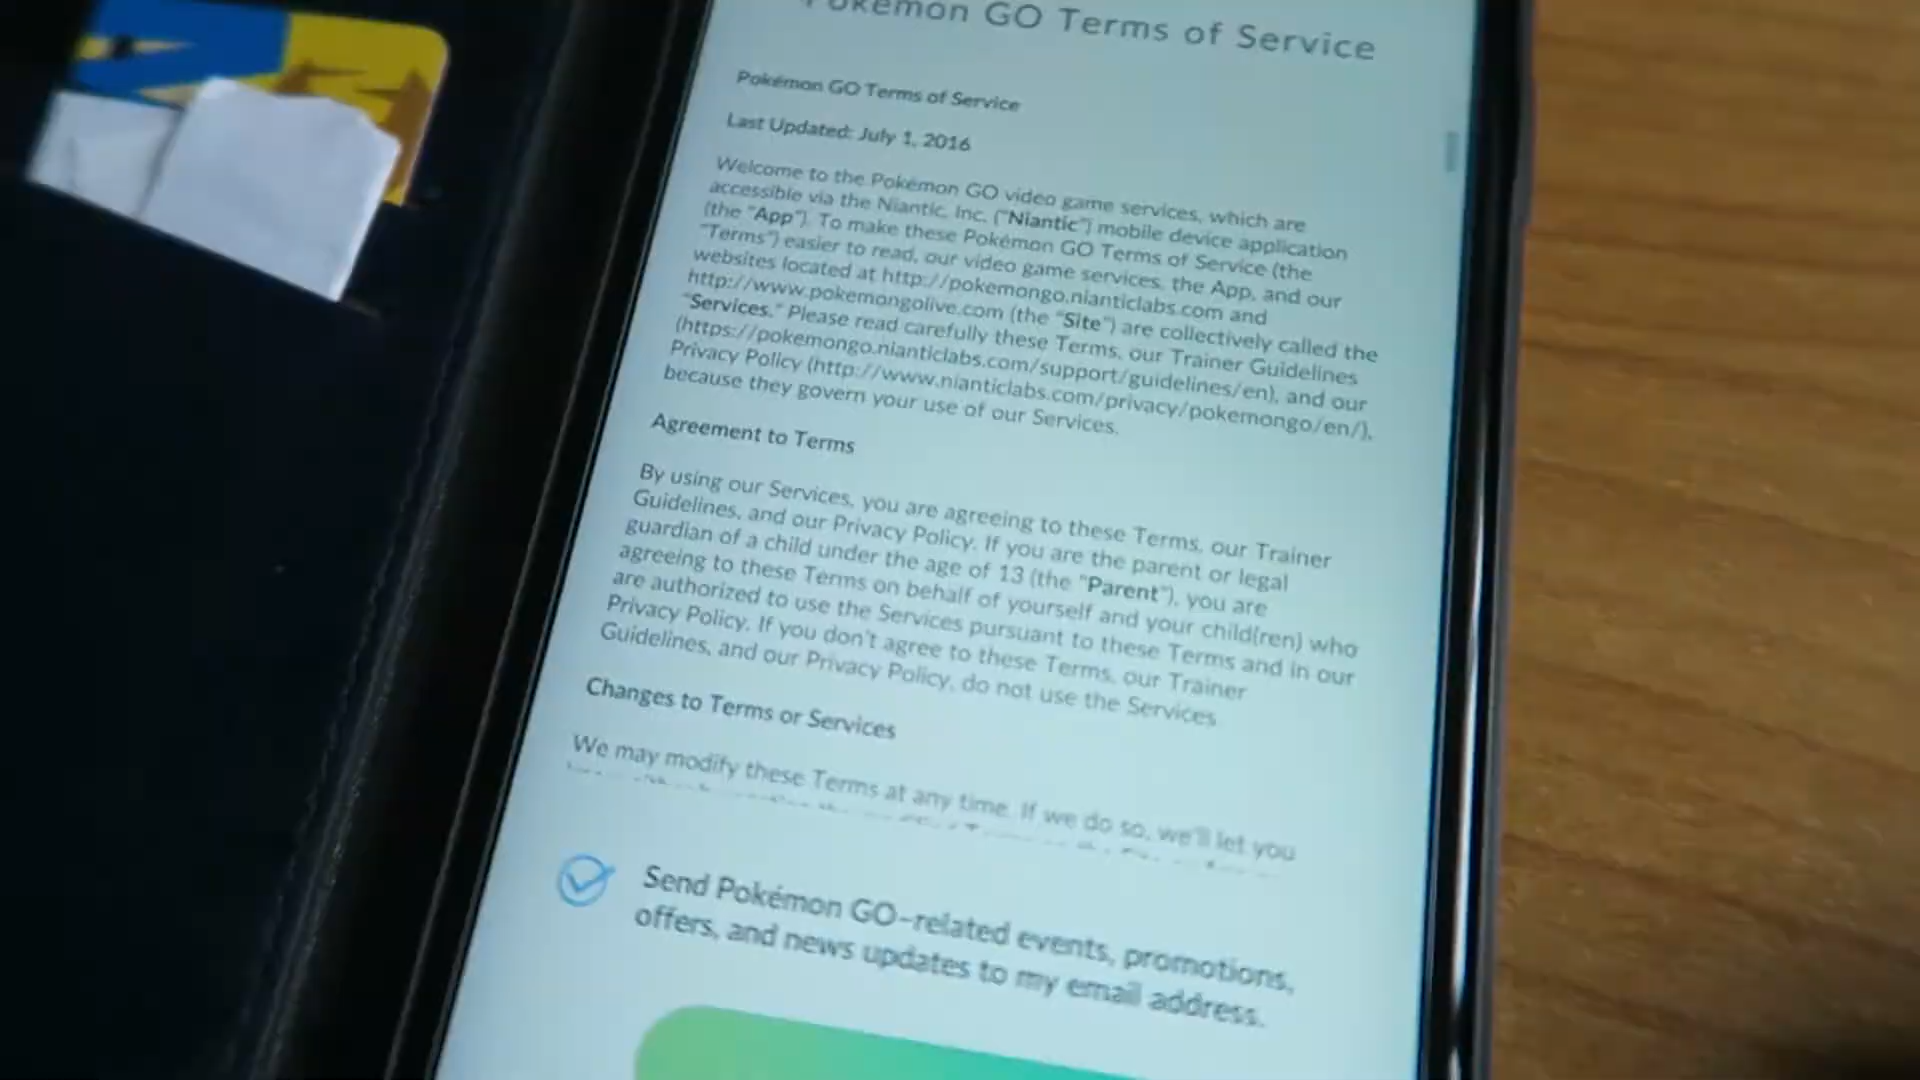 Pokémon GO Terms of Service
Pokémon GO Terms of Service
Last Updated: July 1, 2016
Welcome to the Pokémon GO video game services, which are
accessible via the Niantic, Inc. ("Niantic") mobile device application
(the "App"). To make these Pokémon GO Terms of Service (the
"Terms") easier to read, our video game services, the App, and our
websites located at http://pokemongo.nianticlabs.com and
http://www.pokemongolive.com (the "Site") are collectively called the
"Services." Please read carefully these Terms, our Trainer Guidelines
(https://pokemongo.nianticlabs.com/support/guidelines/en), and our
Privacy Policy (http://www.nianticlabs.com/privacy/pokemongo/en/),
because they govern your use of our Services.
Agreement to Terms
By using our Services, you are agreeing to these Terms, our Trainer
Guidelines, and our Privacy Policy. If you are the parent or legal
guardian of a child under the age of 13 (the "Parent"), you are
agreeing to these Terms on behalf of yourself and your child(ren) who
are authorized to use the Services pursuant to these Terms and in our
Privacy Policy. If you don't agree to these Terms, our Trainer
Guidelines, and our Privacy Policy, do not use the Services.
Changes to Terms or Services
We may modify these Terms at any time. If we do so, we'll let you
Send Pokémon GO-related events, promotions,
offers, and news updates to my email address.